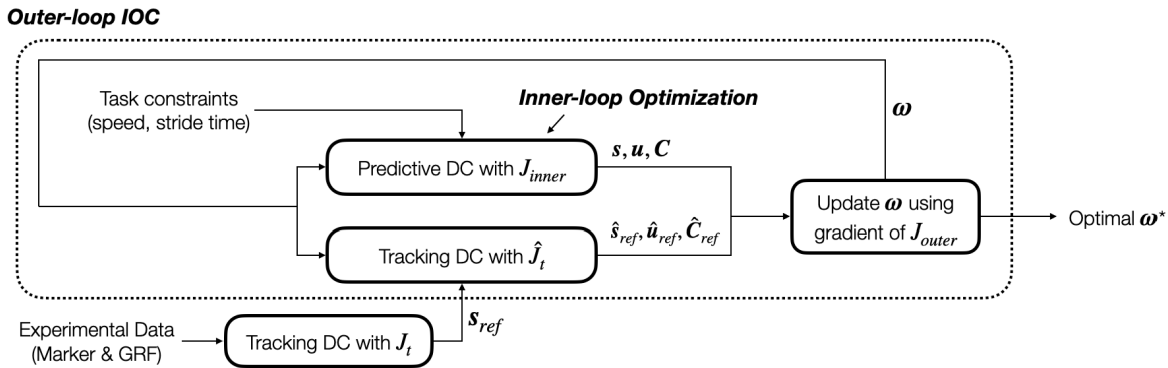 Outer-loop IOC
Task constraints
(speed, stride time)
Inner-loop Optimization
ω
Predictive DC with J_inner
s, u, C
Update ω using
gradient of J_outer
Optimal ω*
Tracking DC with Ĵ_t
ŝ_ref, û_ref, Ĉ_ref
Experimental Data
(Marker & GRF)
Tracking DC with J_t
s_ref